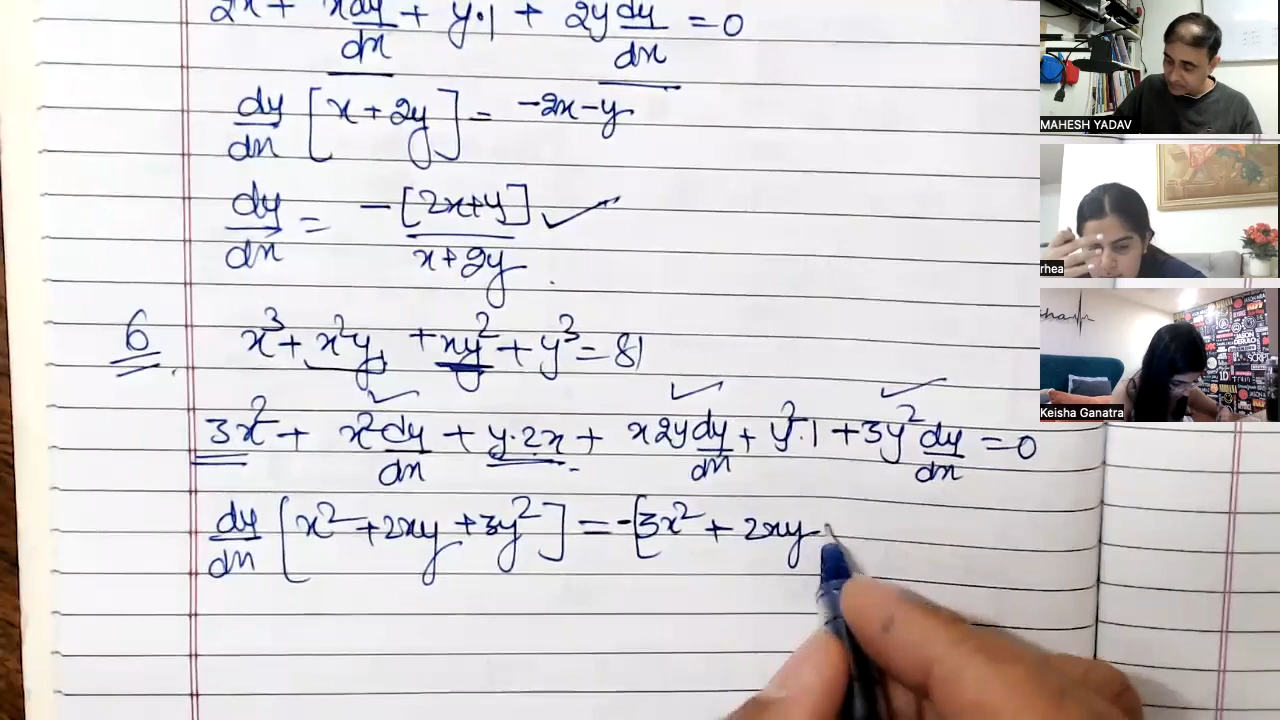 2x + x dy/dx + y·1 + 2y dy/dx = 0
dy/dx [x + 2y] = -2x - y
dy/dx = -[2x+y]/x+2y ✓
6 x³ + x²y + xy² + y³ = 81
3x² + x² dy/dx + y·2x + x2y dy/dx + y²·1 + 3y² dy/dx = 0
dy/dx [x² + 2xy + 3y²] = -[3x² + 2xy
MAHESH YADAV
rhea
Keisha Ganatra